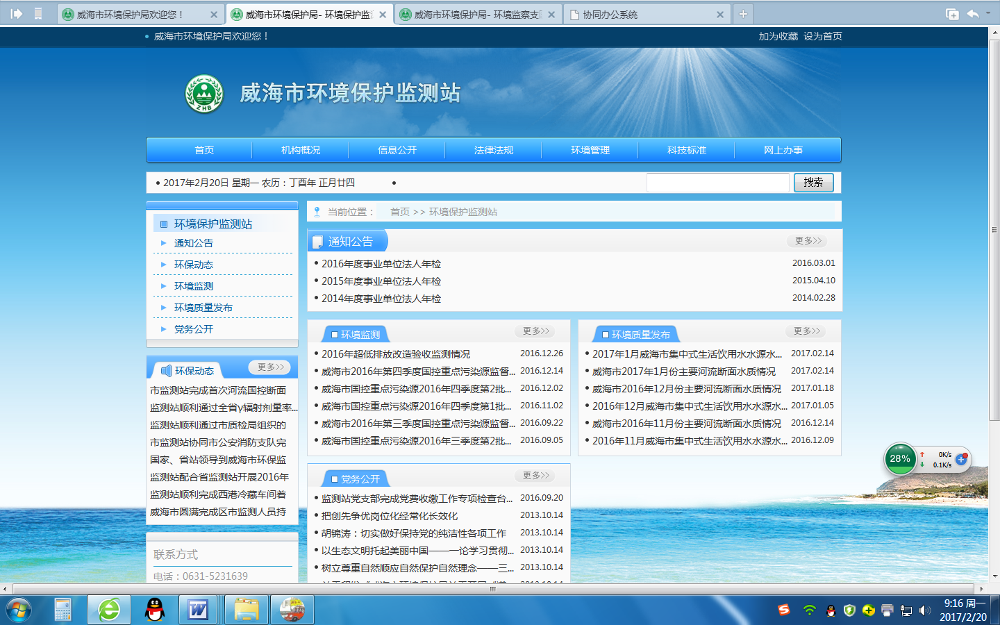 威海市环境保护局欢迎您！
威海市环境保护局- 环境保护监
威海市环境保护局- 环境监察支
协同办公系统
威海市环境保护局欢迎您！
加为收藏 设为首页
ZHB
威海市环境保护监测站
首页
机构概况
信息公开
法律法规
环境管理
科技标准
网上办事
2017年2月20日 星期一 农历：丁酉年 正月廿四
搜索
环境保护监测站
通知公告
环保动态
环境监测
环境质量发布
党务公开
当前位置： 首页 >> 环境保护监测站
通知公告 更多>>
2016年度事业单位法人年检 2016.03.01
2015年度事业单位法人年检 2015.04.10
2014年度事业单位法人年检 2014.02.28
环境监测 更多>>
2016年超低排放改造验收监测情况 2016.12.26
威海市2016年第四季度国控重点污染源监督... 2016.12.14
威海市国控重点污染源2016年四季度第2批... 2016.12.02
威海市国控重点污染源2016年四季度第1批... 2016.11.02
威海市2016年第三季度国控重点污染源监督... 2016.09.22
威海市国控重点污染源2016年三季度第2批... 2016.09.05
环境质量发布 更多>>
2017年1月威海市集中式生活饮用水水源水... 2017.02.14
威海市2017年1月份主要河流断面水质情况 2017.02.14
威海市2016年12月份主要河流断面水质情况 2017.01.18
2016年12月威海市集中式生活饮用水水源水... 2017.01.05
威海市2016年11月份主要河流断面水质情况 2016.12.14
2016年11月威海市集中式生活饮用水水源水... 2016.12.09
环保动态 更多>>
市监测站完成首次河流国控断面
监测站顺利通过全省γ辐射剂量率...
监测站顺利通过市质检局组织的
市监测站协同市公安消防支队完
国家、省站领导到威海市环保监
监测站配合省监测站开展2016年
监测站顺利完成西港冷藏车间着
威海市圆满完成区市监测人员持
党务公开 更多>>
监测站党支部完成党费收缴工作专项检查台... 2016.09.20
把创先争优岗位化经常化长效化 2013.10.14
胡锦涛：切实做好保持党的纯洁性各项工作 2013.10.14
以生态文明托起美丽中国——一论学习贯彻... 2013.10.14
树立尊重自然顺应自然保护自然理念——三... 2013.10.14
联系方式
电话：0631-5231639
28%
0K/s
0.1K/s
9:16 周一
2017/2/20